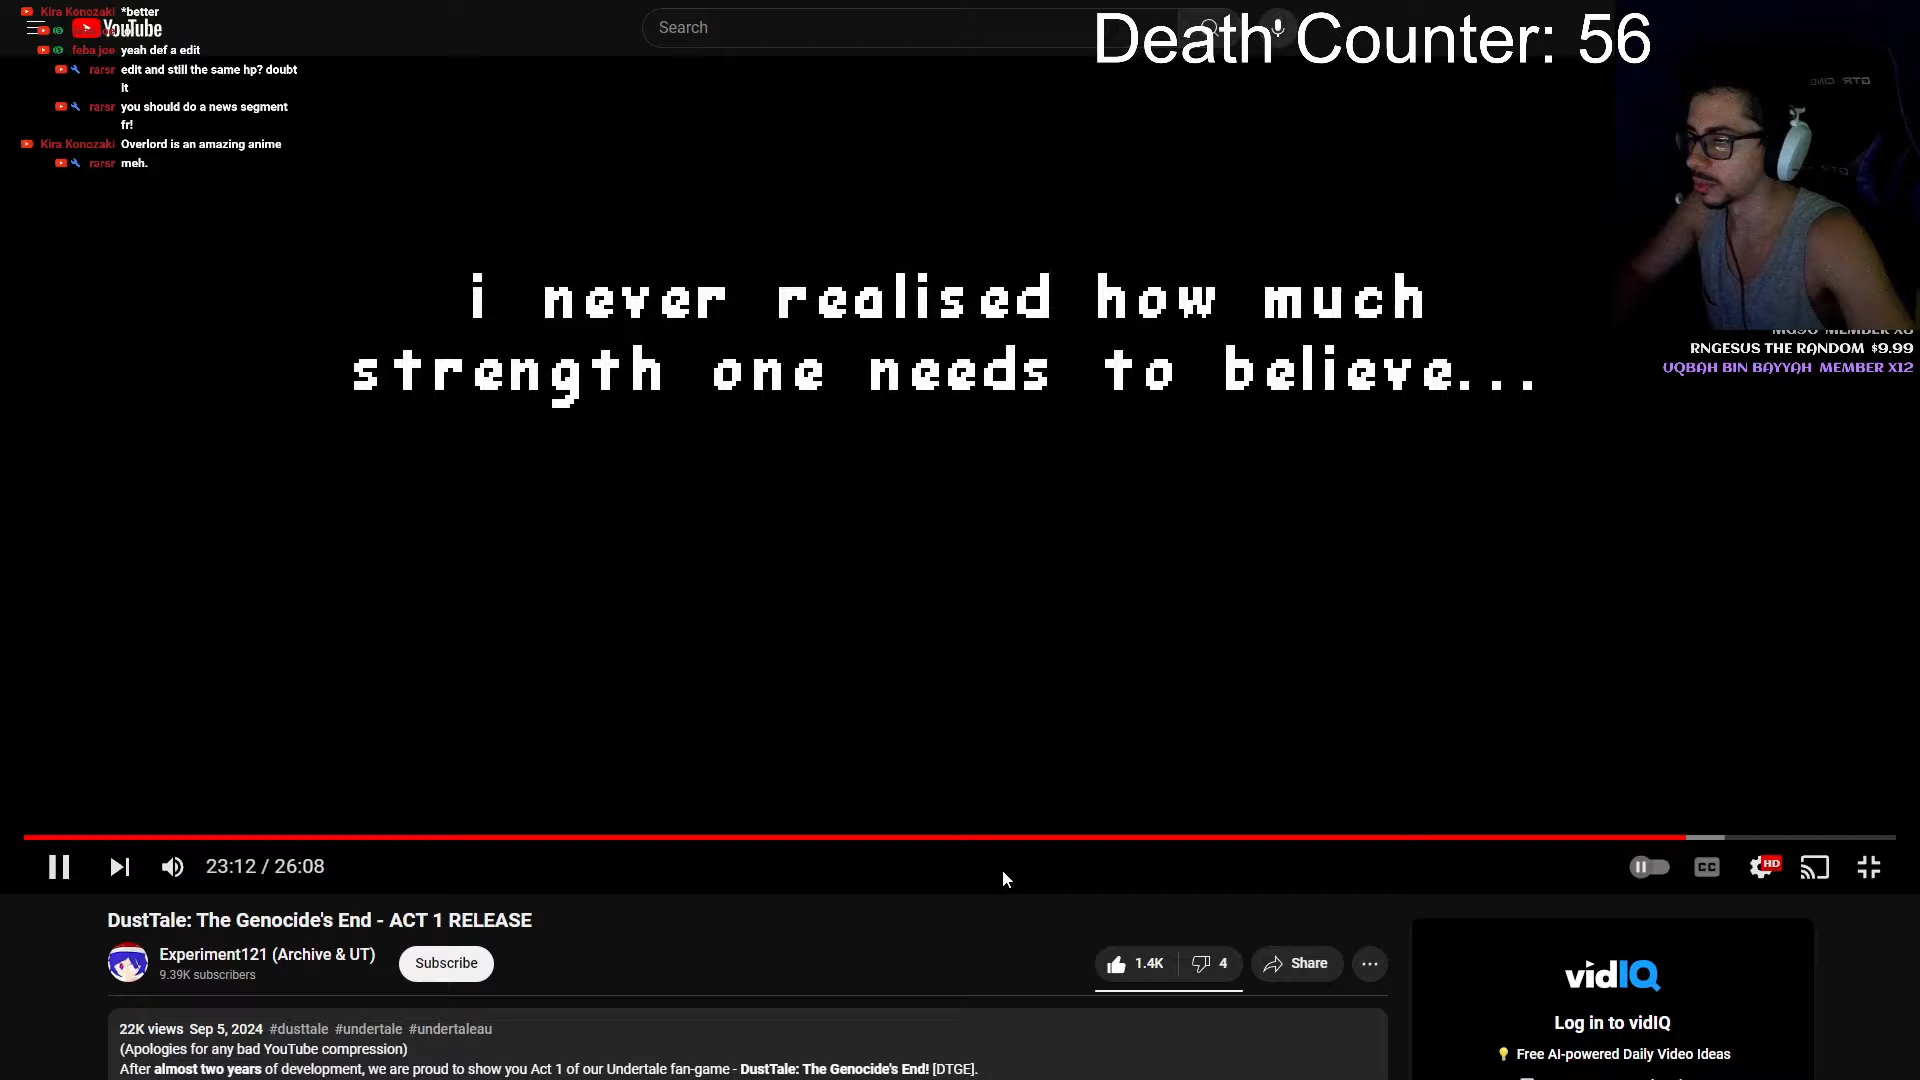 Kira Konozaki *better
YouTube
Search
Death Counter: 56
feba joe yeah def a edit
rarsr edit and still the same hp? doubt
it
rarsr you should do a news segment
fr!
Kira Konozaki Overlord is an amazing anime
rarsr meh.
i never realised how much
strength one needs to believe...
MEMBER X8
RNGESUS THE RANDOM $9.99
UQBAH BIN BAYYAH MEMBER X12
23:12 / 26:08
CC
HD
DustTale: The Genocide's End - ACT 1 RELEASE
Experiment121 (Archive & UT)
9.39K subscribers
Subscribe
1.4K
4
Share
22K views Sep 5, 2024 #dusttale #undertale #undertaleau
(Apologies for any bad YouTube compression)
After almost two years of development, we are proud to show you Act 1 of our Undertale fan-game - DustTale: The Genocide's End! [DTGE].
vidIQ
Log in to vidIQ
Free AI-powered Daily Video Ideas